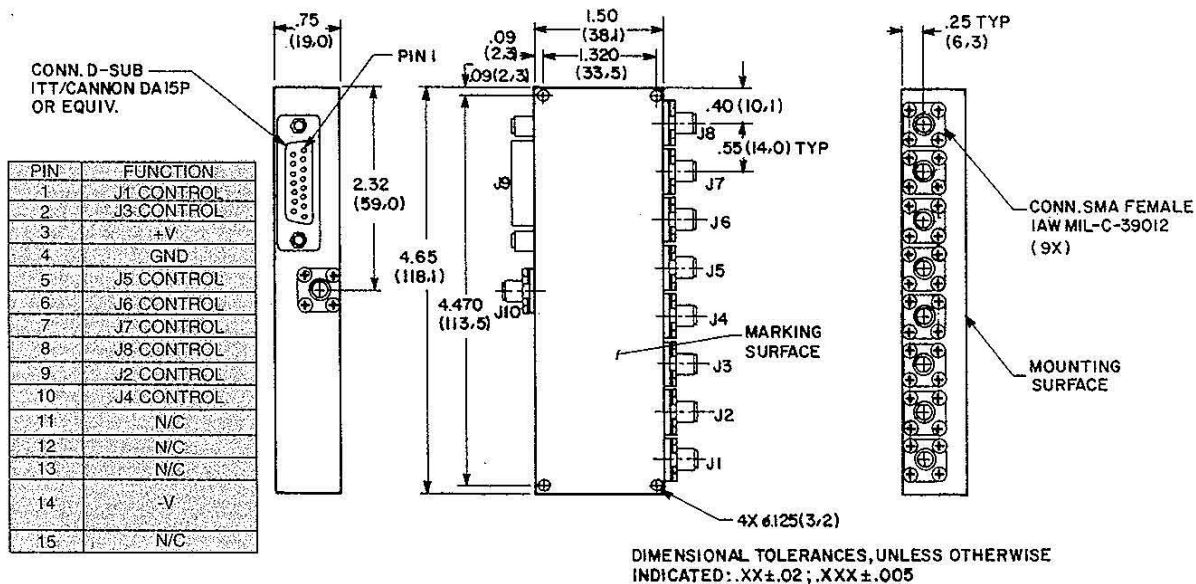 .75
(19,0)
CONN. D-SUB
ITT/CANNON DA15P
OR EQUIV.
PIN 1
2.32
(59,0)
PIN FUNCTION
1 J1 CONTROL
2 J3 CONTROL
3 +V
4 GND
5 J5 CONTROL
6 J6 CONTROL
7 J7 CONTROL
8 J8 CONTROL
9 J2 CONTROL
10 J4 CONTROL
11 N/C
12 N/C
13 N/C
14 -V
15 N/C
1.50
(38,1)
.09
(2,3)
1.320
(33,5)
.09(2,3)
.40(10,1)
.55(14,0) TYP
4.65
(118,1)
4.470
(113,5)
J9
J10
J8
J7
J6
J5
J4
J3
J2
J1
MARKING
SURFACE
4X ø.125(3,2)
.25 TYP
(6,3)
CONN. SMA FEMALE
IAW MIL-C-39012
(9X)
MOUNTING
SURFACE
DIMENSIONAL TOLERANCES, UNLESS OTHERWISE
INDICATED: .XX±.02; .XXX±.005